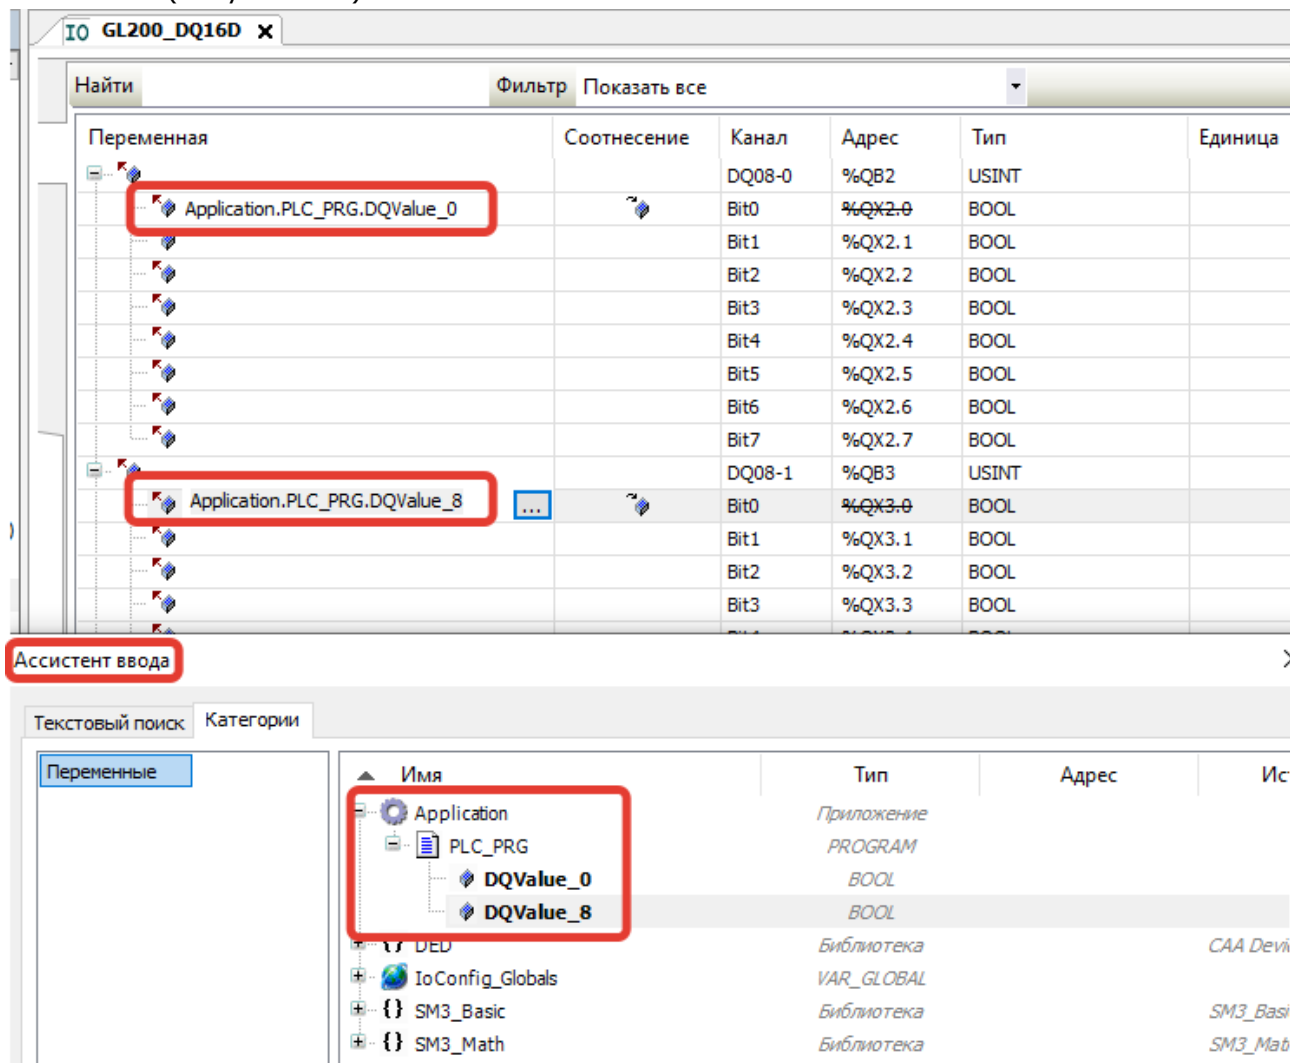 GL200_DQ16D
Найти Фильтр Показать все
Переменная Соотнесение Канал Адрес Тип Единица
DQ08-0 %QB2 USINT
Application.PLC_PRG.DQValue_0 Bit0 %QX2.0 BOOL
Bit1 %QX2.1 BOOL
Bit2 %QX2.2 BOOL
Bit3 %QX2.3 BOOL
Bit4 %QX2.4 BOOL
Bit5 %QX2.5 BOOL
Bit6 %QX2.6 BOOL
Bit7 %QX2.7 BOOL
DQ08-1 %QB3 USINT
Application.PLC_PRG.DQValue_8 ... Bit0 %QX3.0 BOOL
Bit1 %QX3.1 BOOL
Bit2 %QX3.2 BOOL
Bit3 %QX3.3 BOOL
Ассистент ввода
Текстовый поиск Категории
Переменные
Имя Тип Адрес Ис
Application Приложение
PLC_PRG PROGRAM
DQValue_0 BOOL
DQValue_8 BOOL
DED Библиотека CAA Devi
IoConfig_Globals VAR_GLOBAL
{} SM3_Basic Библиотека SM3_Basi
{} SM3_Math Библиотека SM3_Mat